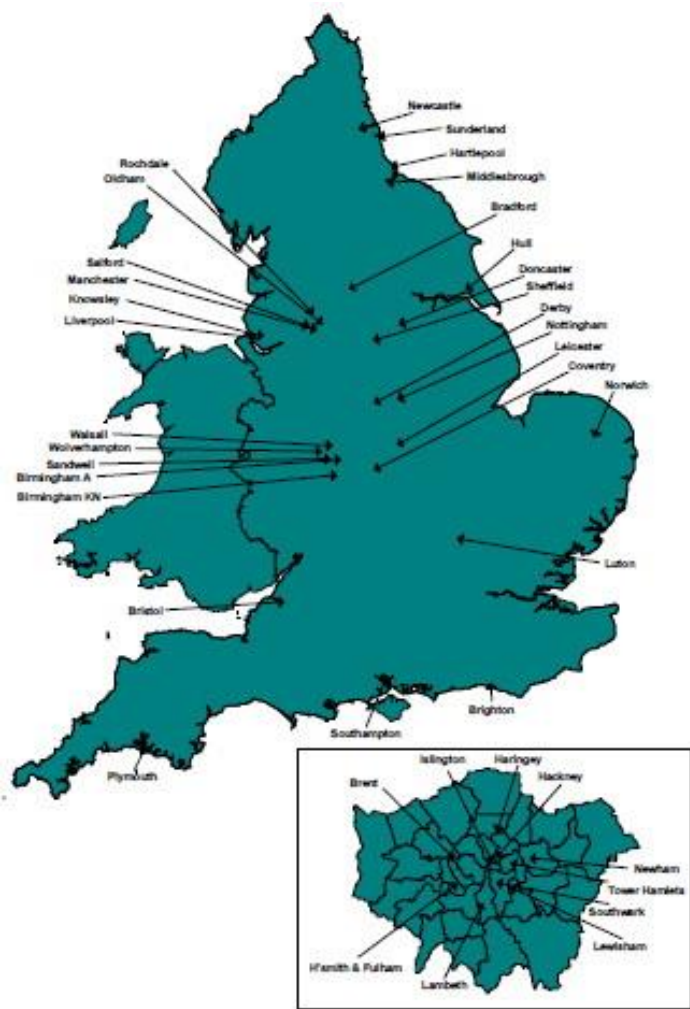 Newcastle
Sunderland
Hartlepool
Middlesbrough
Rochdale
Oldham
Bradford
Hull
Doncaster
Sheffield
Derby
Nottingham
Leicester
Coventry
Norwich
Salford
Manchester
Knowsley
Liverpool
Walsall
Wolverhampton
Sandwell
Birmingham A
Birmingham KN
Luton
Bristol
Brighton
Southampton
Plymouth
Islington
Haringey
Brent
Hackney
Newham
Tower Hamlets
Southwark
Lewisham
H'smith & Fulham
Lambeth